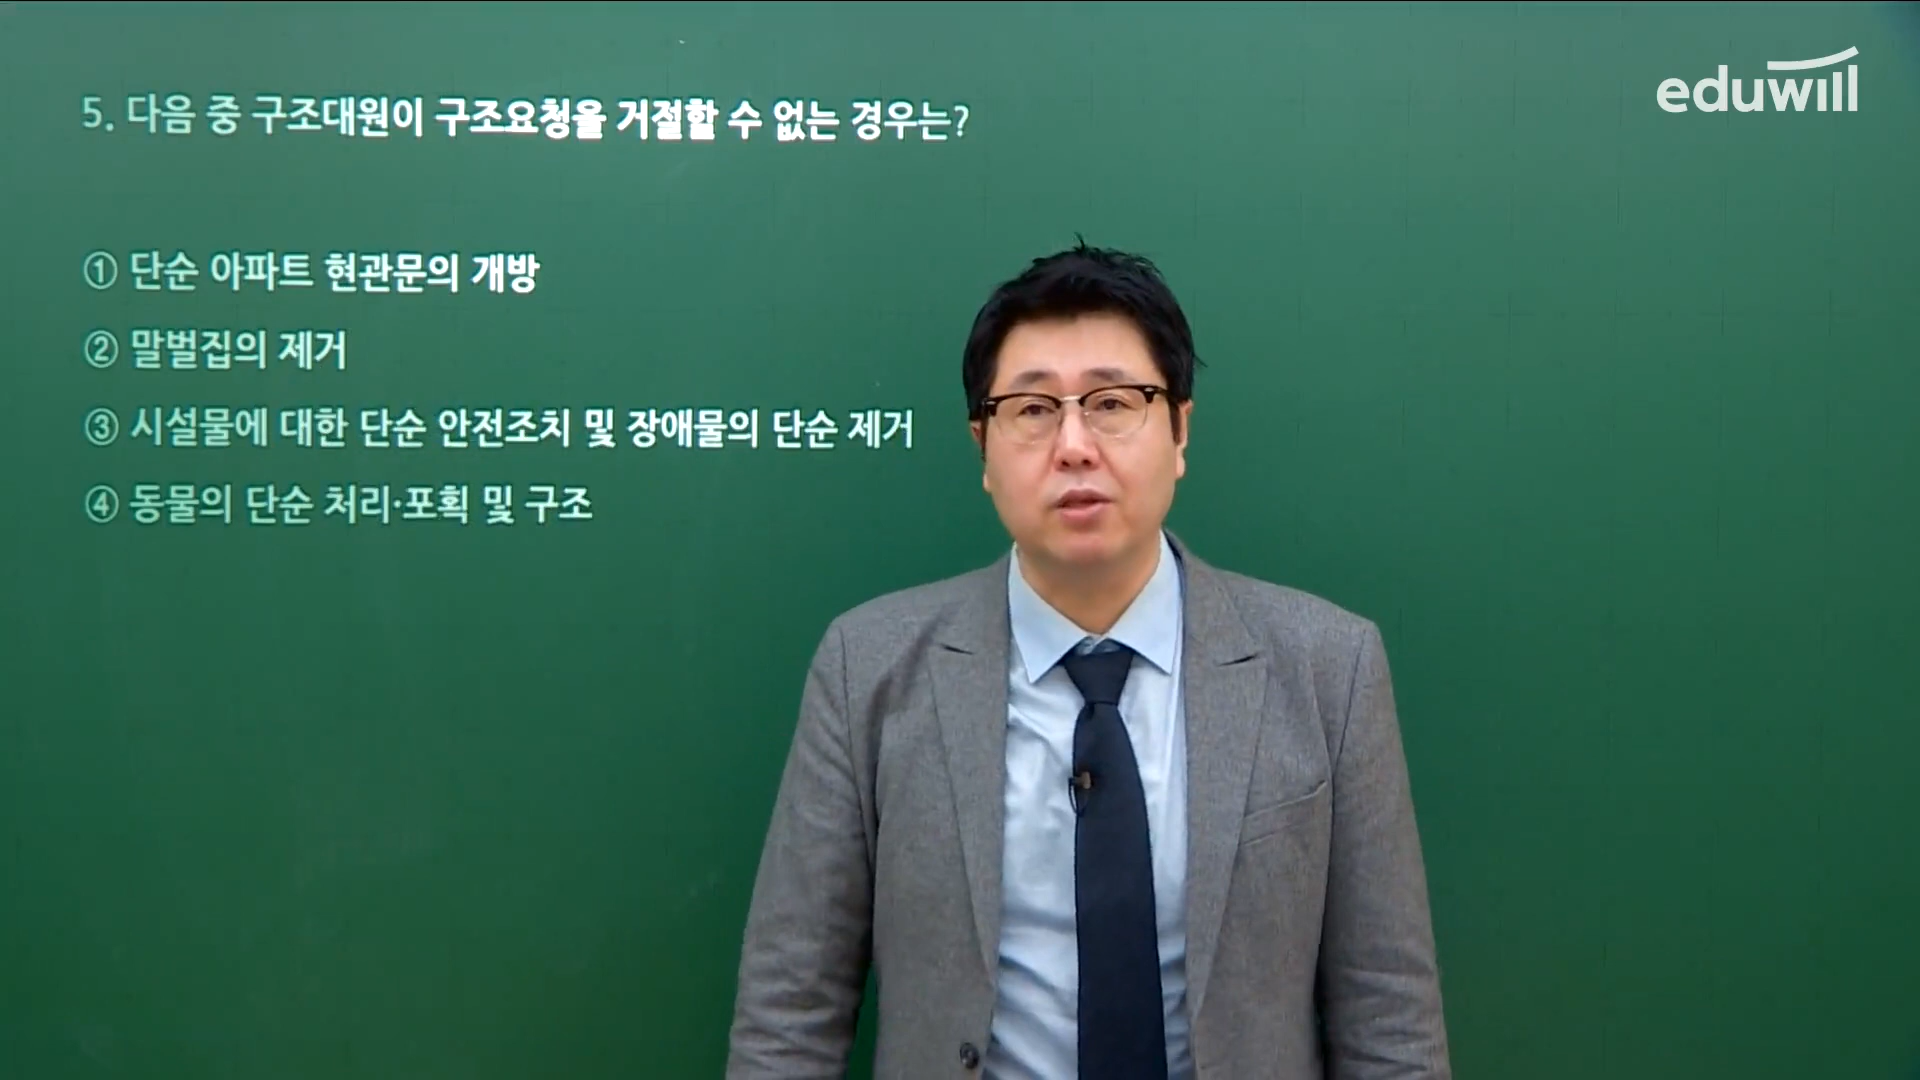 eduwill
5. 다음 중 구조대원이 구조요청을 거절할 수 없는 경우는?
① 단순 아파트 현관문의 개방
② 말벌집의 제거
③ 시설물에 대한 단순 안전조치 및 장애물의 단순 제거
④ 동물의 단순 처리·포획 및 구조